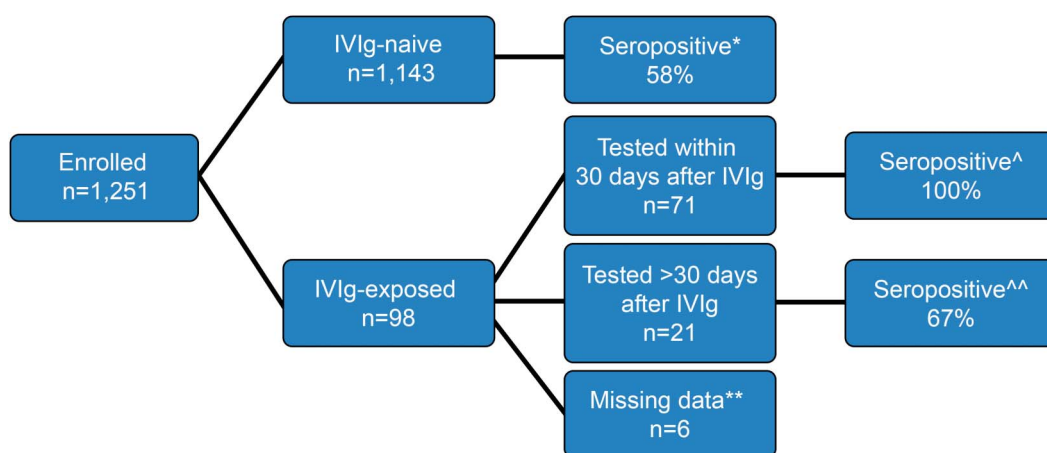 IVIg-naive
n=1,143
Seropositive*
58%
Enrolled
n=1,251
Tested within
30 days after IVIg
n=71
Seropositive^
100%
IVIg-exposed
n=98
Tested >30 days
after IVIg
n=21
Seropositive^^
67%
Missing data**
n=6